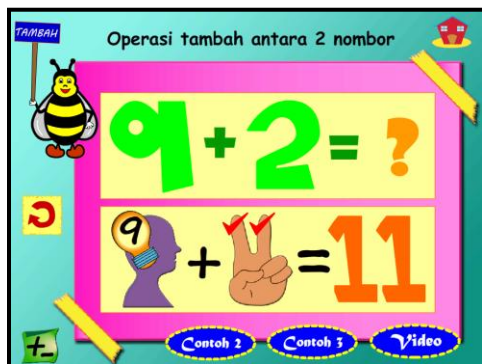 TAMBAH
Operasi tambah antara 2 nombor
9+2=?
9 + = 11
Contoh 2
Contoh 3
Video
+-